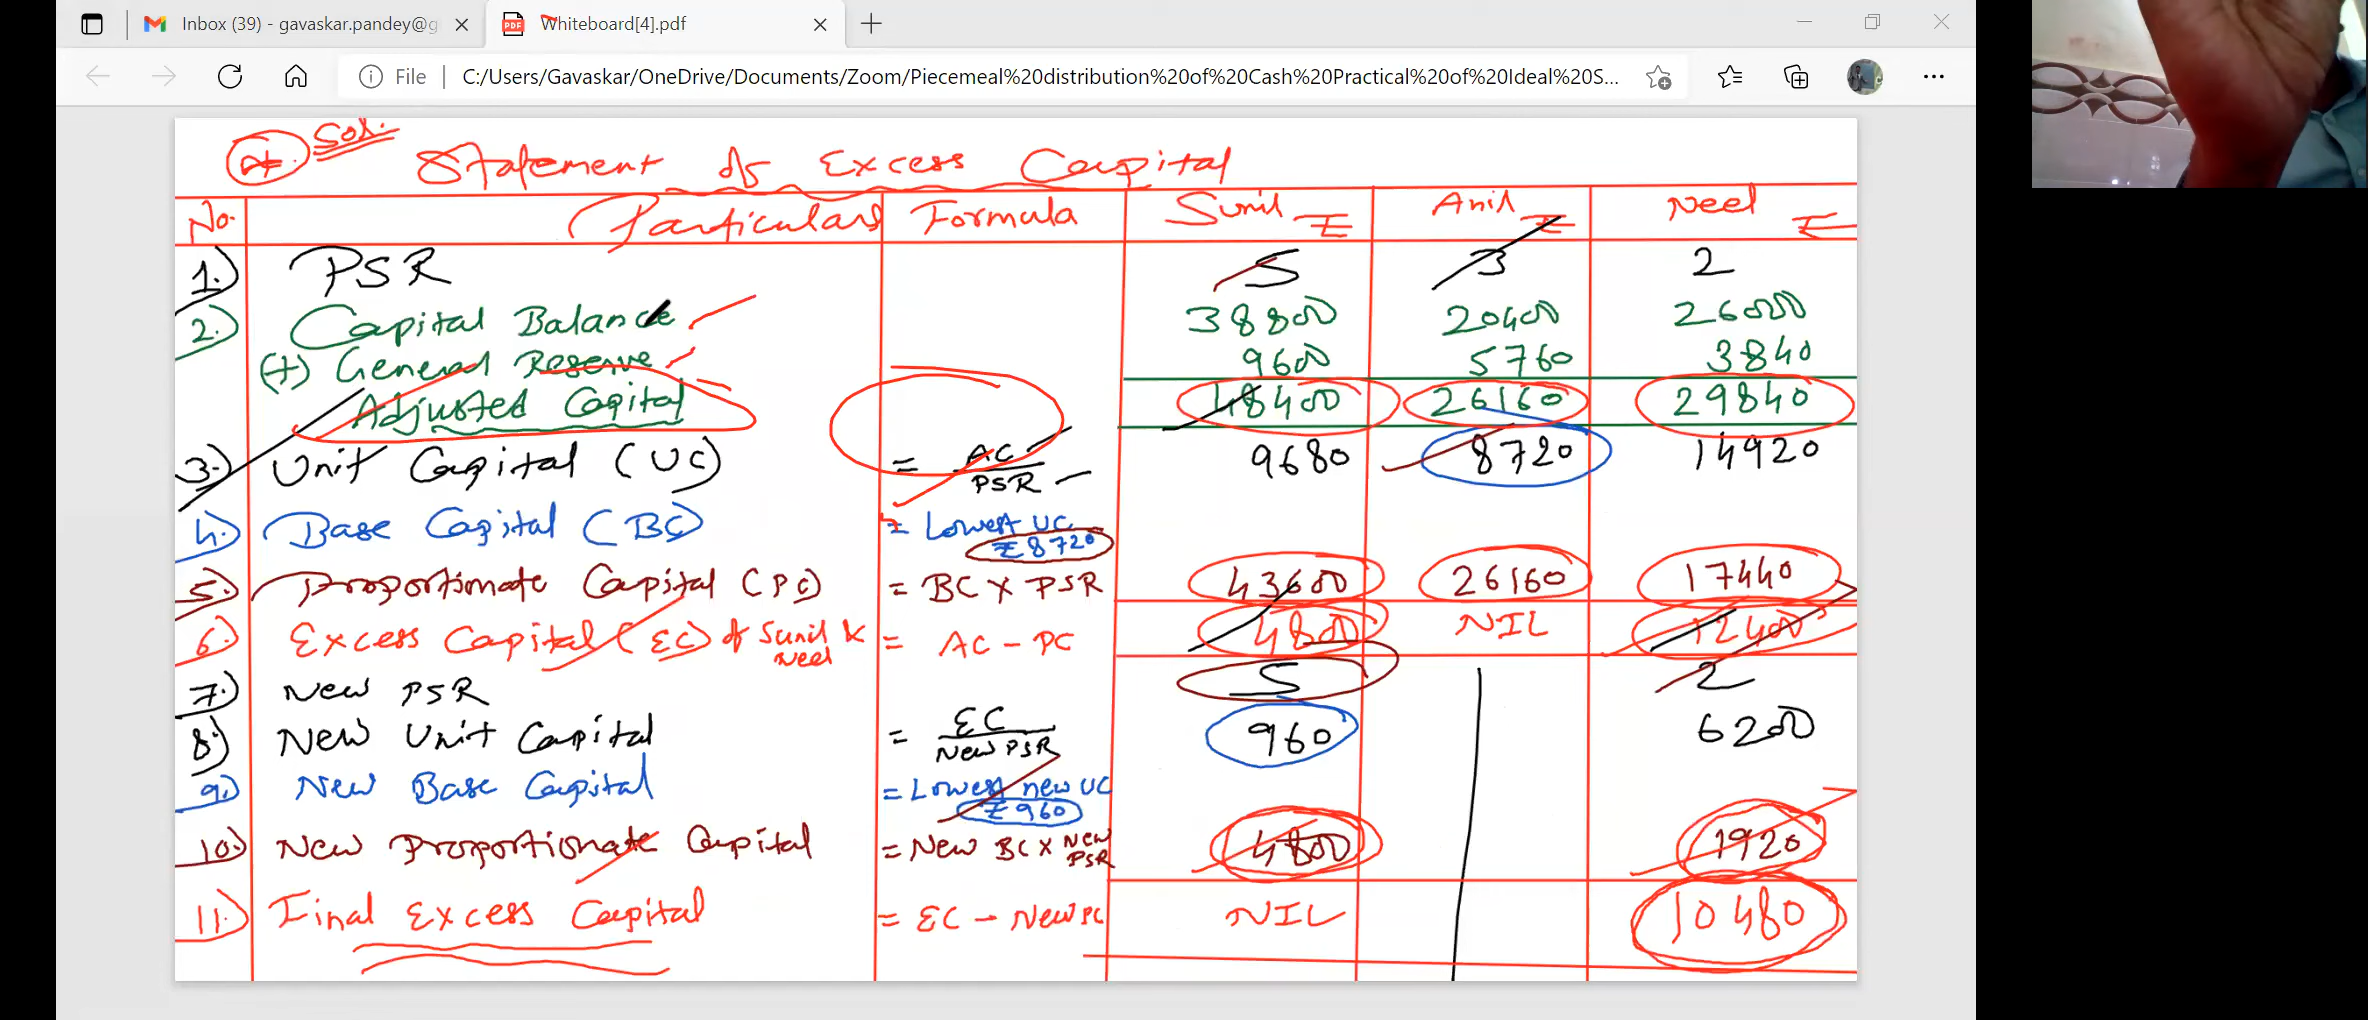 Inbox (39) - gavaskar.pandey@g
Whiteboard[4].pdf
File C:/Users/Gavaskar/OneDrive/Documents/Zoom/Piecemeal%20distribution%20of%20Cash%20Practical%20of%20Ideal%20S...
Sol.
Statement of Excess Capital
No. Particulars Formula Sunil ₹ Anil ₹ Neel ₹
1.) PSR 5 3 2
2.) Capital Balance 38800 20400 26000
(+) General Reserve 9600 5760 3840
Adjusted Capital 48400 26160 29840
3.) Unit Capital (UC) = AC / PSR 9680 8720 14920
4.) Base Capital (BC) = Lowest UC
₹ 8720
5.) Proportionate Capital (PC) = BC X PSR 43600 26160 17440
6.) Excess Capital (EC) of Sunil & Neel = AC - PC 4800 NIL 12400
7.) New PSR 5 2
8.) New Unit Capital = EC / New PSR 960 6200
9.) New Base Capital = Lowest new UC
₹ 960
10.) New Proportionate Capital = New BC X New PSR 4800 1920
11.) Final Excess Capital = EC - New PC NIL 10480